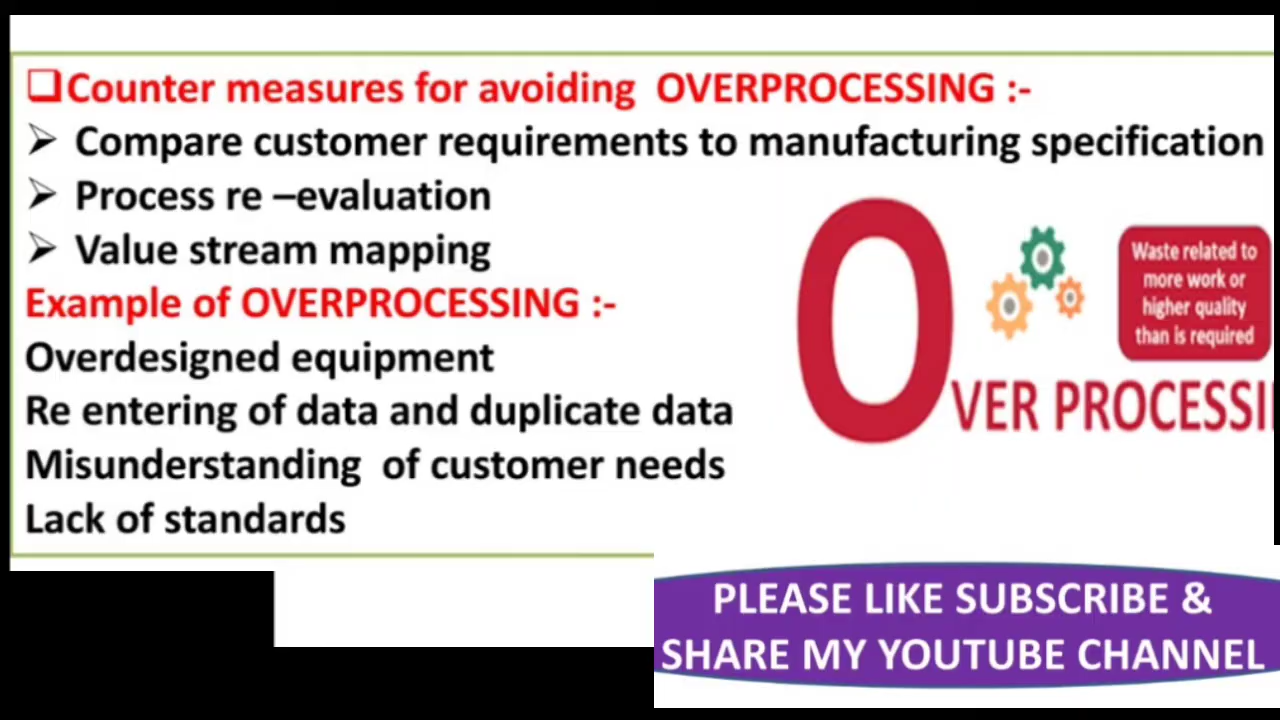 ❑Counter measures for avoiding OVERPROCESSING :-
➢ Compare customer requirements to manufacturing specification
➢ Process re –evaluation
➢ Value stream mapping
Example of OVERPROCESSING :-
Overdesigned equipment
Re entering of data and duplicate data
Misunderstanding of customer needs
Lack of standards
Waste related to
more work or
higher quality
than is required
OVER PROCESSI
PLEASE LIKE SUBSCRIBE &
SHARE MY YOUTUBE CHANNEL